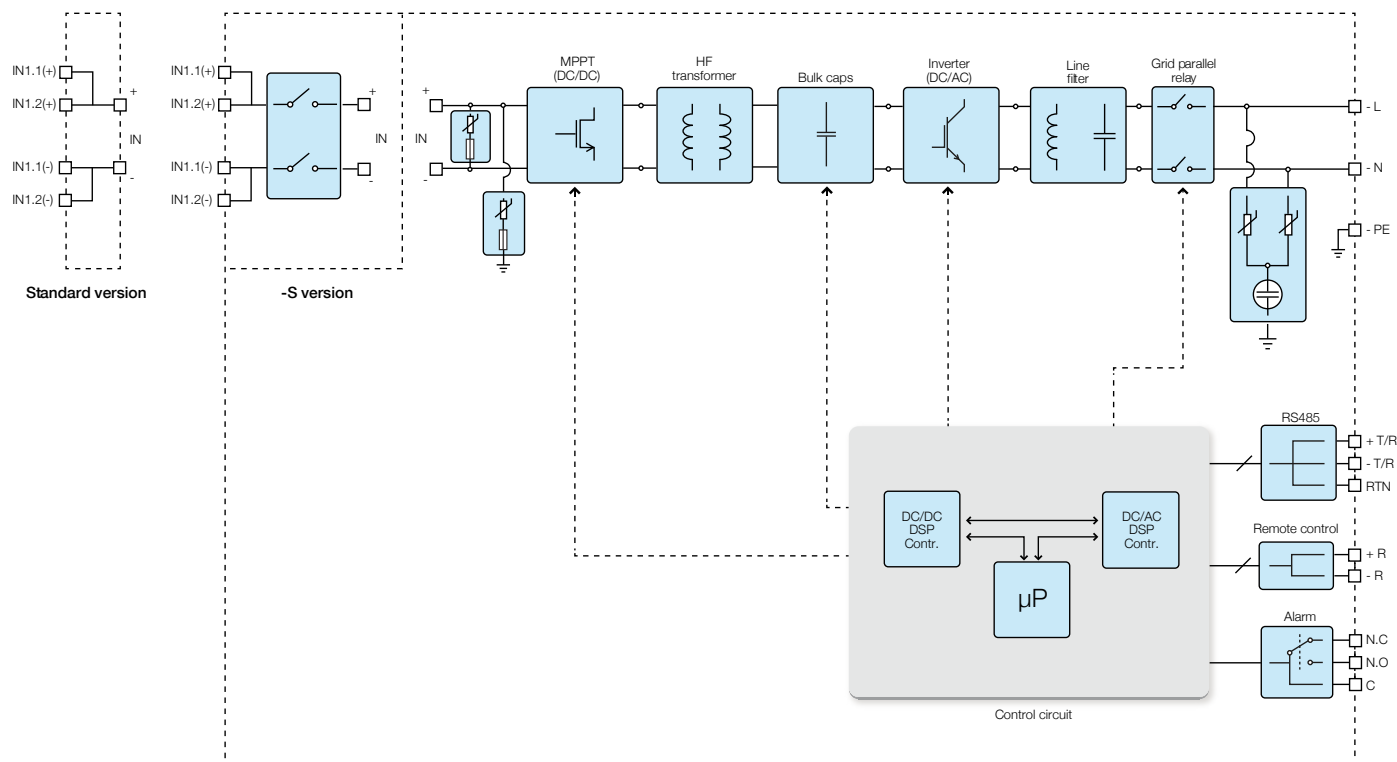 IN1.1(+)
IN1.2(+)
IN1.1(-)
IN1.2(-)
+
IN
-
Standard version
IN1.1(+)
IN1.2(+)
IN1.1(-)
IN1.2(-)
+
IN
-
-S version
+
IN
-
MPPT
(DC/DC)
HF
transformer
Bulk caps
Inverter
(DC/AC)
Line
filter
Grid parallel
relay
- L
- N
- PE
DC/DC
DSP
Contr.
DC/AC
DSP
Contr.
µP
Control circuit
RS485
+ T/R
- T/R
RTN
Remote control
+ R
- R
Alarm
N.C
N.O
C